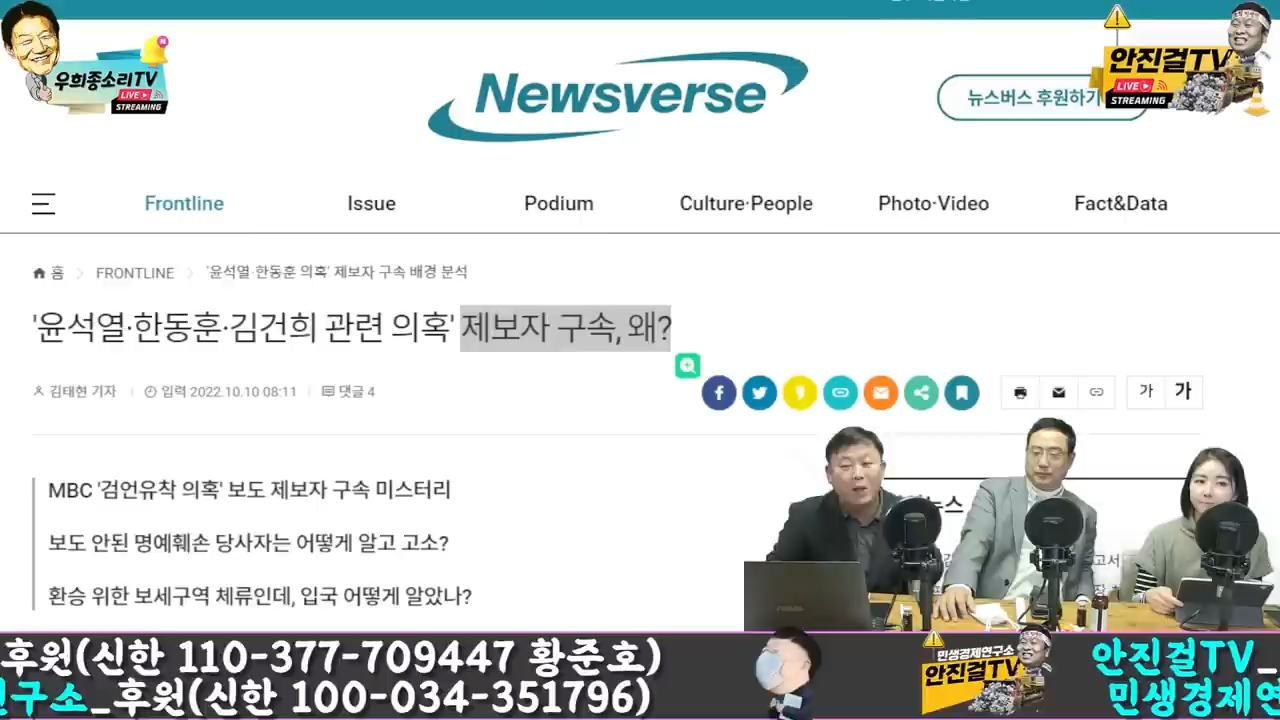 우희종소리TV
LIVE
STREAMING
Newsverse
뉴스버스 후원하기
안진걸TV
LIVE
STREAMING
Frontline
Issue
Podium
Culture·People
Photo·Video
Fact&Data
홈
FRONTLINE
'윤석열·한동훈 의혹' 제보자 구속 배경 분석
'윤석열·한동훈·김건희 관련 의혹' 제보자 구속, 왜?
김태현 기자
입력 2022.10.10 08:11
댓글 4
가
가
MBC '검언유착 의혹' 보도 제보자 구속 미스터리
보도 안된 명예훼손 당사자는 어떻게 알고 고소?
환승 위한 보세구역 체류인데, 입국 어떻게 알았나?
뉴스
후원(신한 110-377-709447 황준호)
민생경제연구소
안진걸TV
안진걸TV_
연구소_후원(신한 100-034-351796)
민생경제연